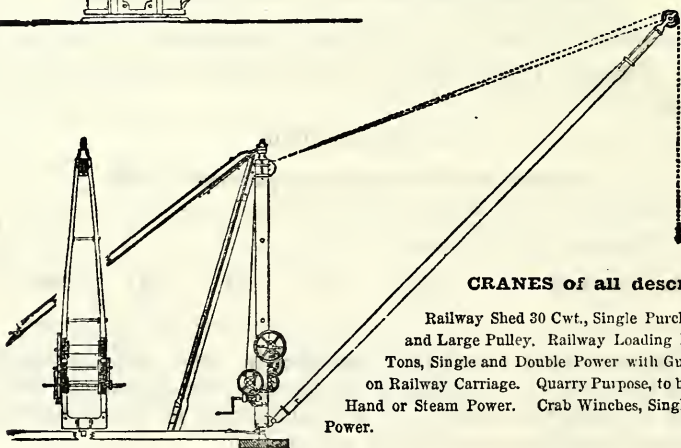 CRANES of all descr
Railway Shed 30 Cwt., Single Purch
and Large Pulley. Railway Loading
Tons, Single and Double Power with Gu
on Railway Carriage. Quarry Purpose, to b
Hand or Steam Power. Crab Winches, Singl
Power.